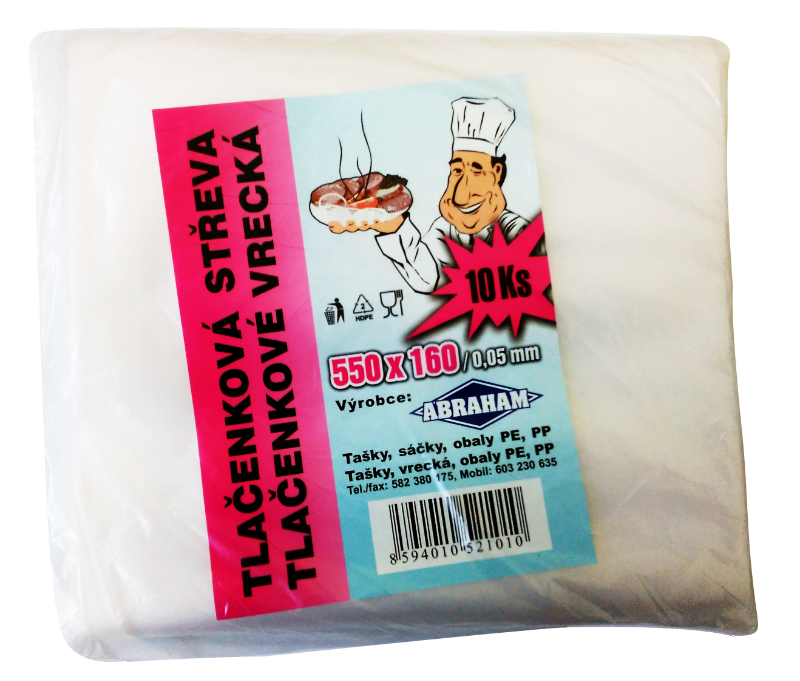 TLAČENKOVÁ STŘEVA
TLAČENKOVÉ VRECKÁ
10 Ks
2
HDPE
550 x 160 / 0,05 mm
Výrobce: ABRAHAM
Tašky, sáčky, obaly PE, PP
Tašky, vrecká, obaly PE, PP
Tel./fax: 582 380 175, Mobil: 603 230 635
8 594010 521010